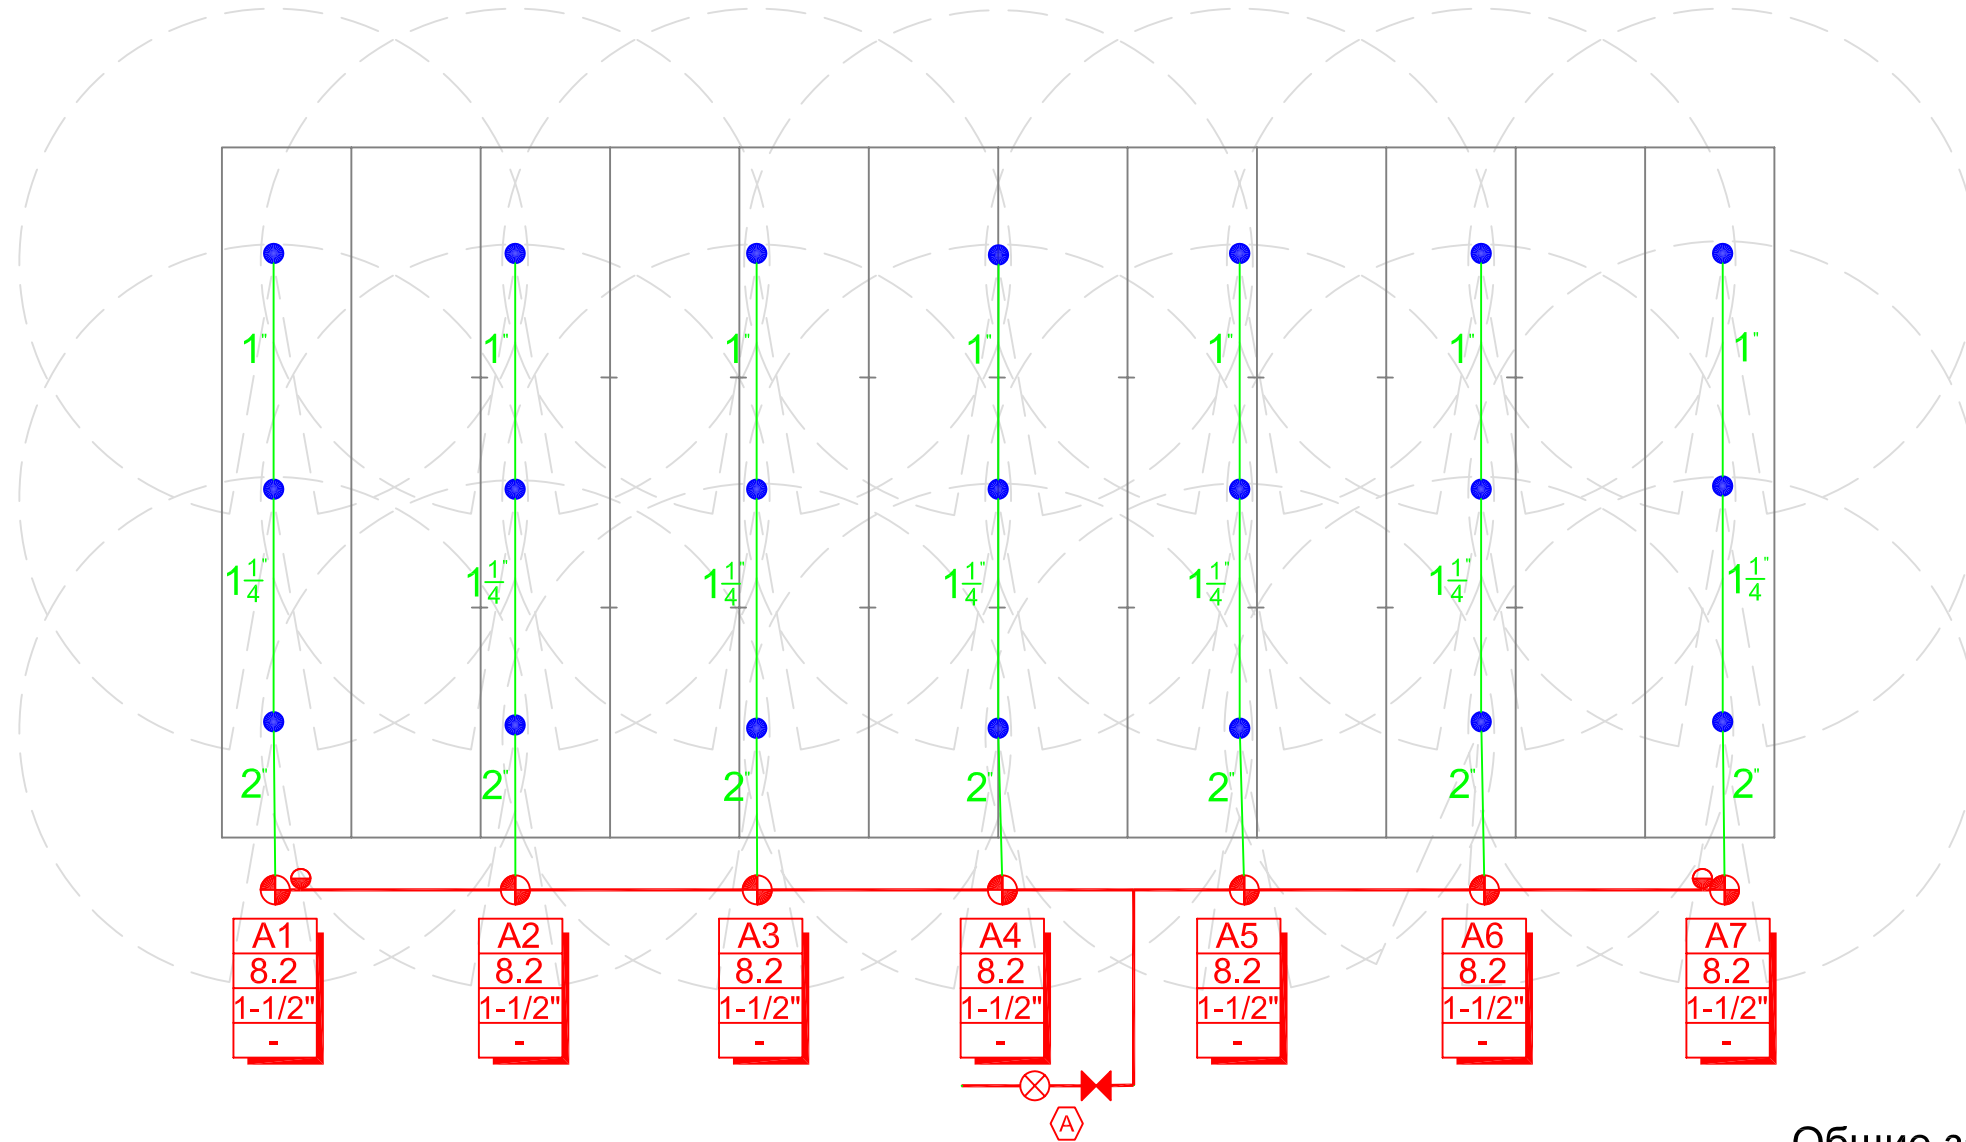 1" 1" 1" 1" 1" 1" 1"
1 1/4" 1 1/4" 1 1/4" 1 1/4" 1 1/4" 1 1/4" 1 1/4"
2" 2" 2" 2" 2" 2" 2"
A1 A2 A3 A4 A5 A6 A7
8.2 8.2 8.2 8.2 8.2 8.2 8.2
1-1/2" 1-1/2" 1-1/2" 1-1/2" 1-1/2" 1-1/2" 1-1/2"
- - - - - - -
A
Общие